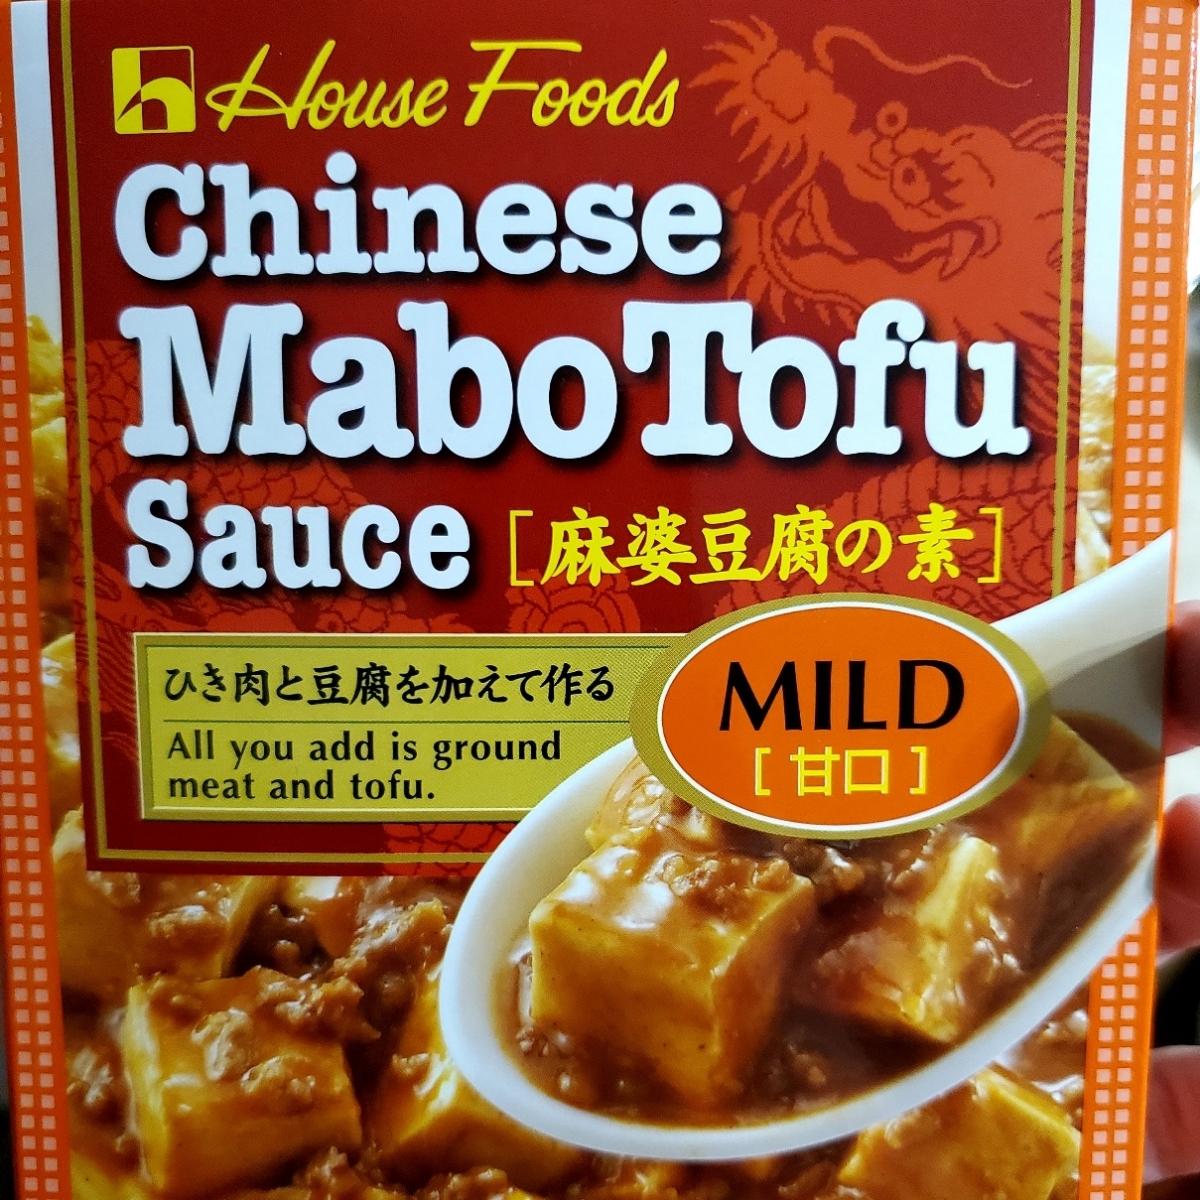 House Foods
Chinese
Mabo Tofu
Sauce [麻婆豆腐の素]
ひき肉と豆腐を加えて作る
All you add is ground
meat and tofu.
MILD
[甘口]